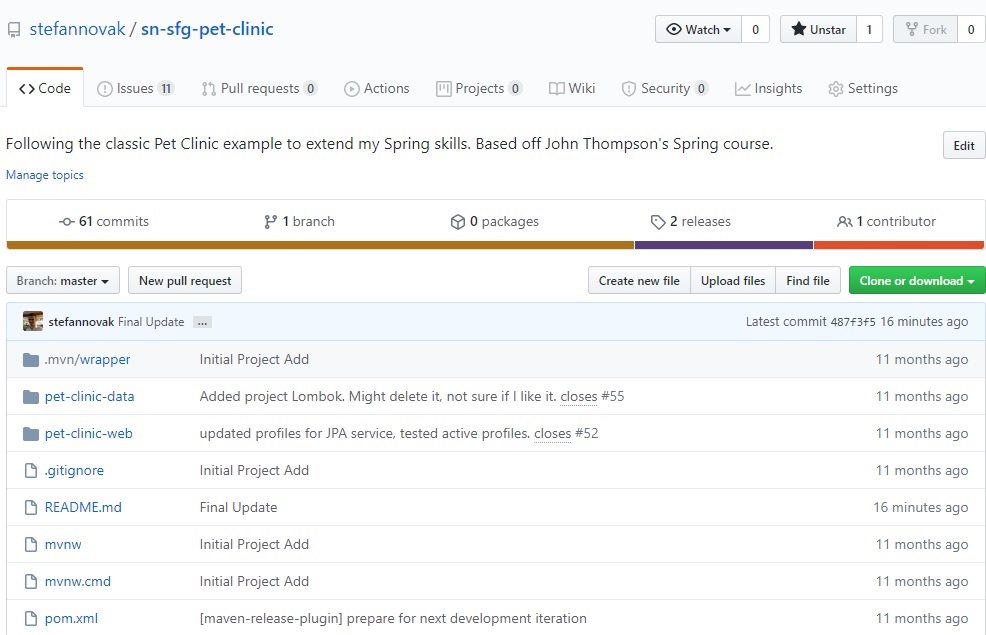 stefannovak / sn-sfg-pet-clinic Watch 0 Unstar 1 Fork 0
Code Issues 11 Pull requests 0 Actions Projects 0 Wiki Security 0 Insights Settings
Following the classic Pet Clinic example to extend my Spring skills. Based off John Thompson's Spring course. Edit
Manage topics
61 commits 1 branch 0 packages 2 releases 1 contributor
Branch: master New pull request Create new file Upload files Find file Clone or download
stefannovak Final Update ... Latest commit 487f3f5 16 minutes ago
.mvn/wrapper Initial Project Add 11 months ago
pet-clinic-data Added project Lombok. Might delete it, not sure if I like it. closes #55 11 months ago
pet-clinic-web updated profiles for JPA service, tested active profiles. closes #52 11 months ago
.gitignore Initial Project Add 11 months ago
README.md Final Update 16 minutes ago
mvnw Initial Project Add 11 months ago
mvnw.cmd Initial Project Add 11 months ago
pom.xml [maven-release-plugin] prepare for next development iteration 11 months ago